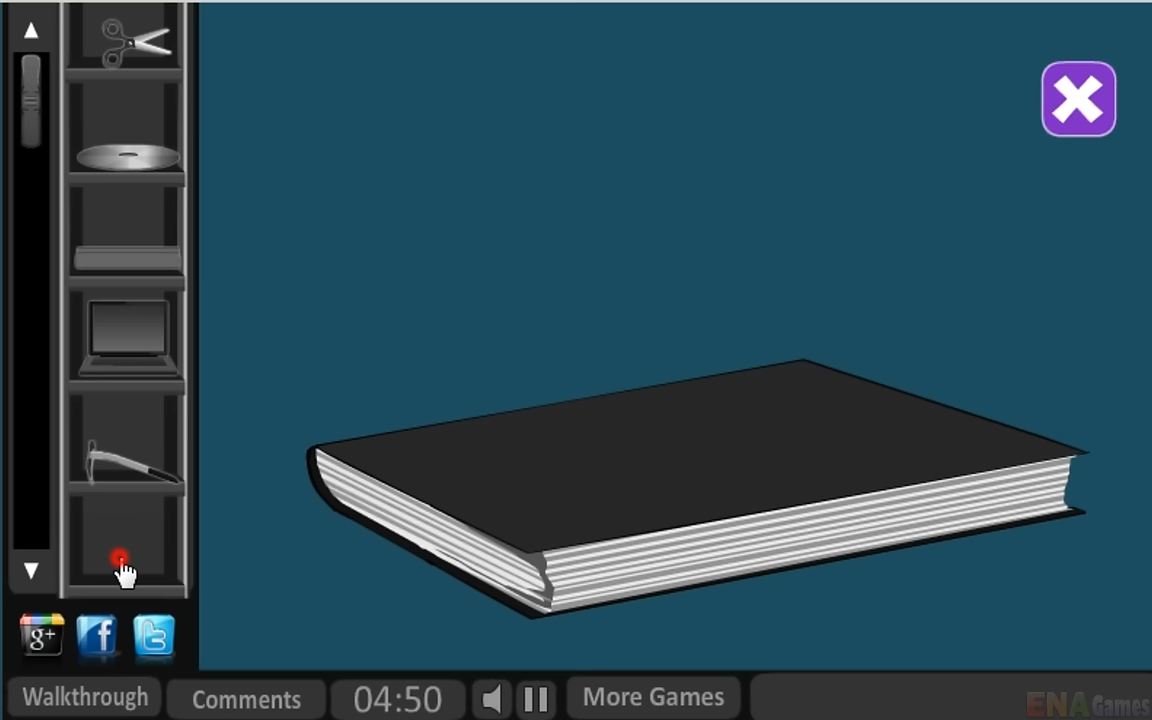 g+
f
t
Walkthrough
Comments
04:50
More Games
ENA Games